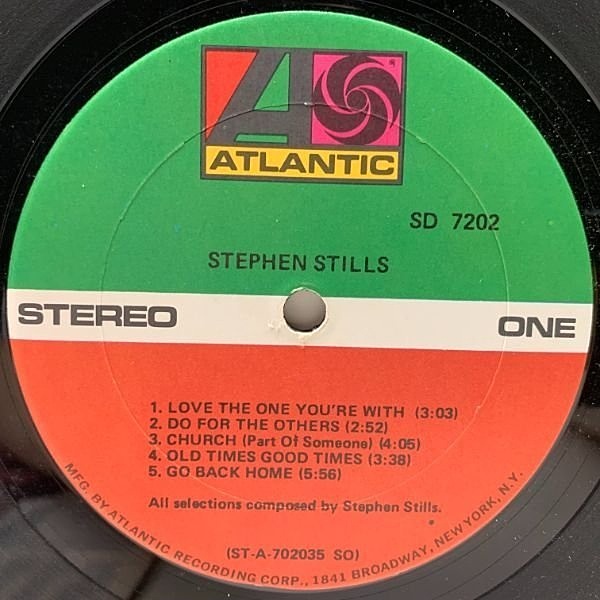 ATLANTIC
SD 7202
STEPHEN STILLS
STEREO ONE
1. LOVE THE ONE YOU'RE WITH (3:03)
2. DO FOR THE OTHERS (2:52)
3. CHURCH (Part Of Someone) (4:05)
4. OLD TIMES GOOD TIMES (3:38)
5. GO BACK HOME (5:56)
All selections composed by Stephen Stills.
(ST-A-702035 SO)
MFG. BY ATLANTIC RECORDING CORP., 1841 BROADWAY, NEW YORK, N.Y.